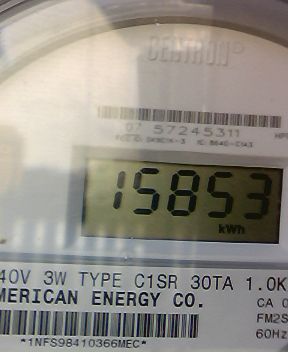 CENTRON
07 57245311
15853
kWh
40V 3W TYPE C1SR 30TA 1.0K
MERICAN ENERGY CO.
CA 0
FM2S
60Hz
*1NFS98410366MEC*